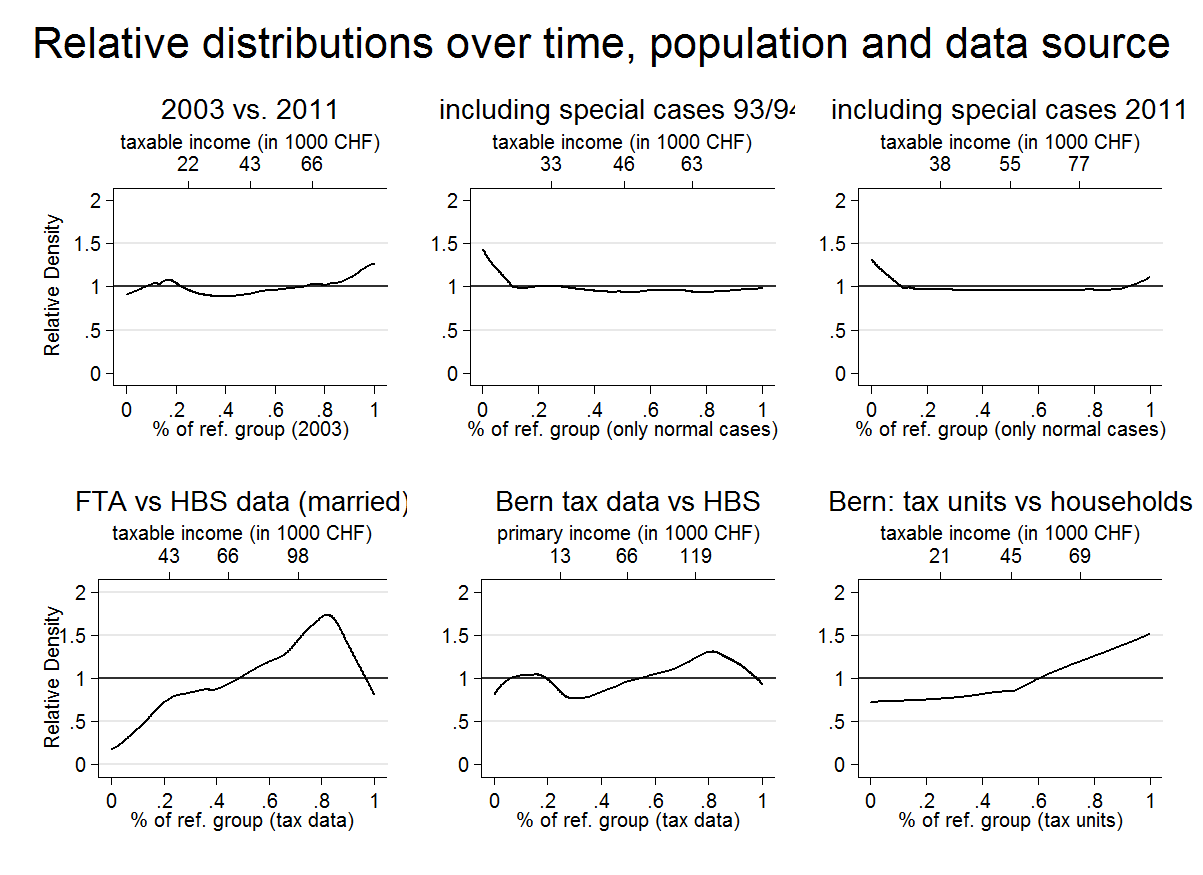 Relative distributions over time, population and data source
2003 vs. 2011
taxable income (in 1000 CHF)
22 43 66
Relative Density
2
1.5
1
.5
0
0 .2 .4 .6 .8 1
% of ref. group (2003)
including special cases 93/94
taxable income (in 1000 CHF)
33 46 63
2
1.5
1
.5
0
0 .2 .4 .6 .8 1
% of ref. group (only normal cases)
including special cases 2011
taxable income (in 1000 CHF)
38 55 77
2
1.5
1
.5
0
0 .2 .4 .6 .8 1
% of ref. group (only normal cases)
FTA vs HBS data (married)
taxable income (in 1000 CHF)
43 66 98
Relative Density
2
1.5
1
.5
0
0 .2 .4 .6 .8 1
% of ref. group (tax data)
Bern tax data vs HBS
primary income (in 1000 CHF)
13 66 119
2
1.5
1
.5
0
0 .2 .4 .6 .8 1
% of ref. group (tax data)
Bern: tax units vs households
taxable income (in 1000 CHF)
21 45 69
2
1.5
1
.5
0
0 .2 .4 .6 .8 1
% of ref. group (tax units)